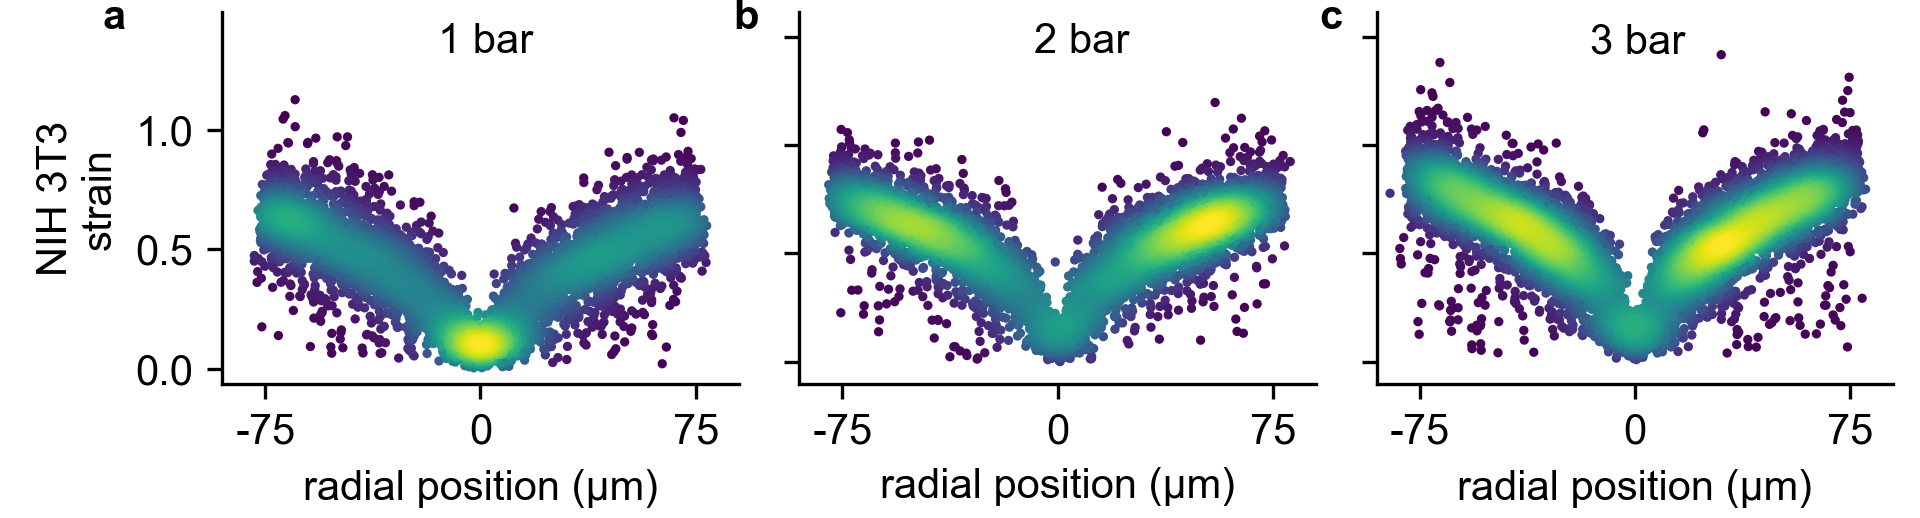 a
1 bar
b
2 bar
c
3 bar
NIH 3T3
strain
1.0
0.5
0.0
-75 0 75
-75 0 75
-75 0 75
radial position (µm)
radial position (µm)
radial position (µm)